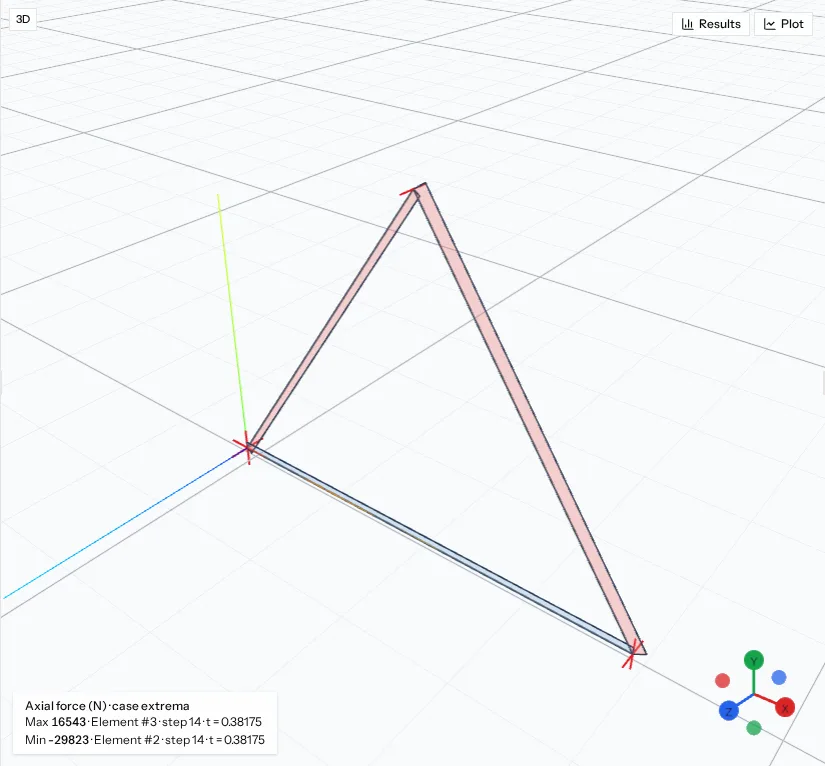 3D
Results
Plot
Axial force (N) · case extrema
Max 16543 · Element #3 · step 14 · t = 0.38175
Min -29823 · Element #2 · step 14 · t = 0.38175
Y
Z
X